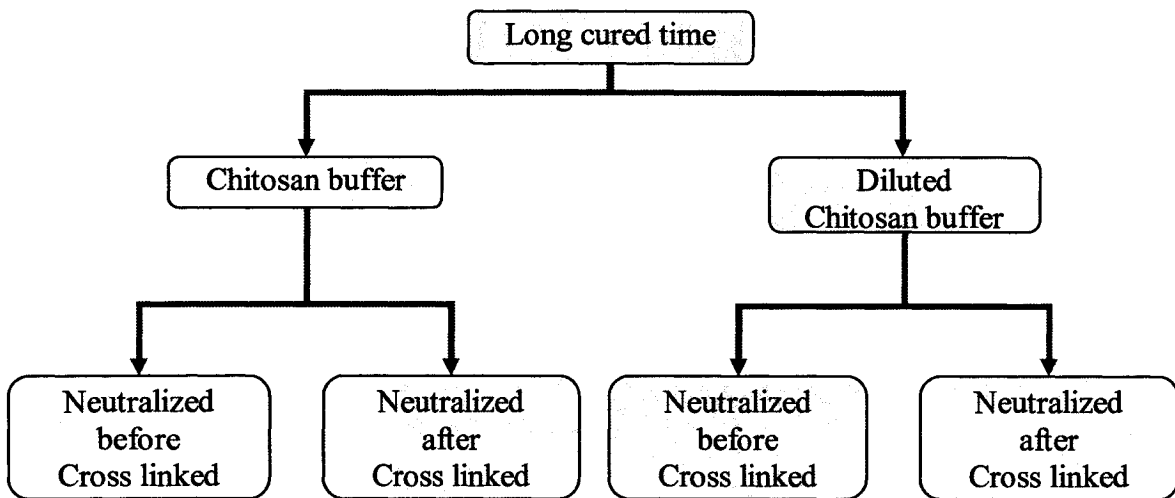 Long cured time
Chitosan buffer
Diluted
Chitosan buffer
Neutralized
before
Cross linked
Neutralized
after
Cross linked
Neutralized
before
Cross linked
Neutralized
after
Cross linked